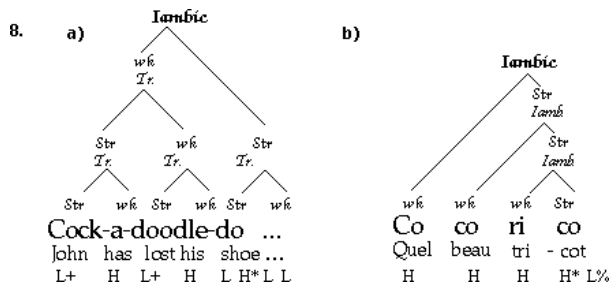 8. a) Iambic b)
wk
Tr. Iambic
Str
Iamb.
Str wk Str Str
Tr. Tr. Tr. Iamb.
Str wk Str wk Str wk wk wk wk Str
Cock-a-doodle-do ... Co co ri co
John has lost his shoe ... Quel beau tri - cot
L+ H L+ H L H* L L H H H H* L%